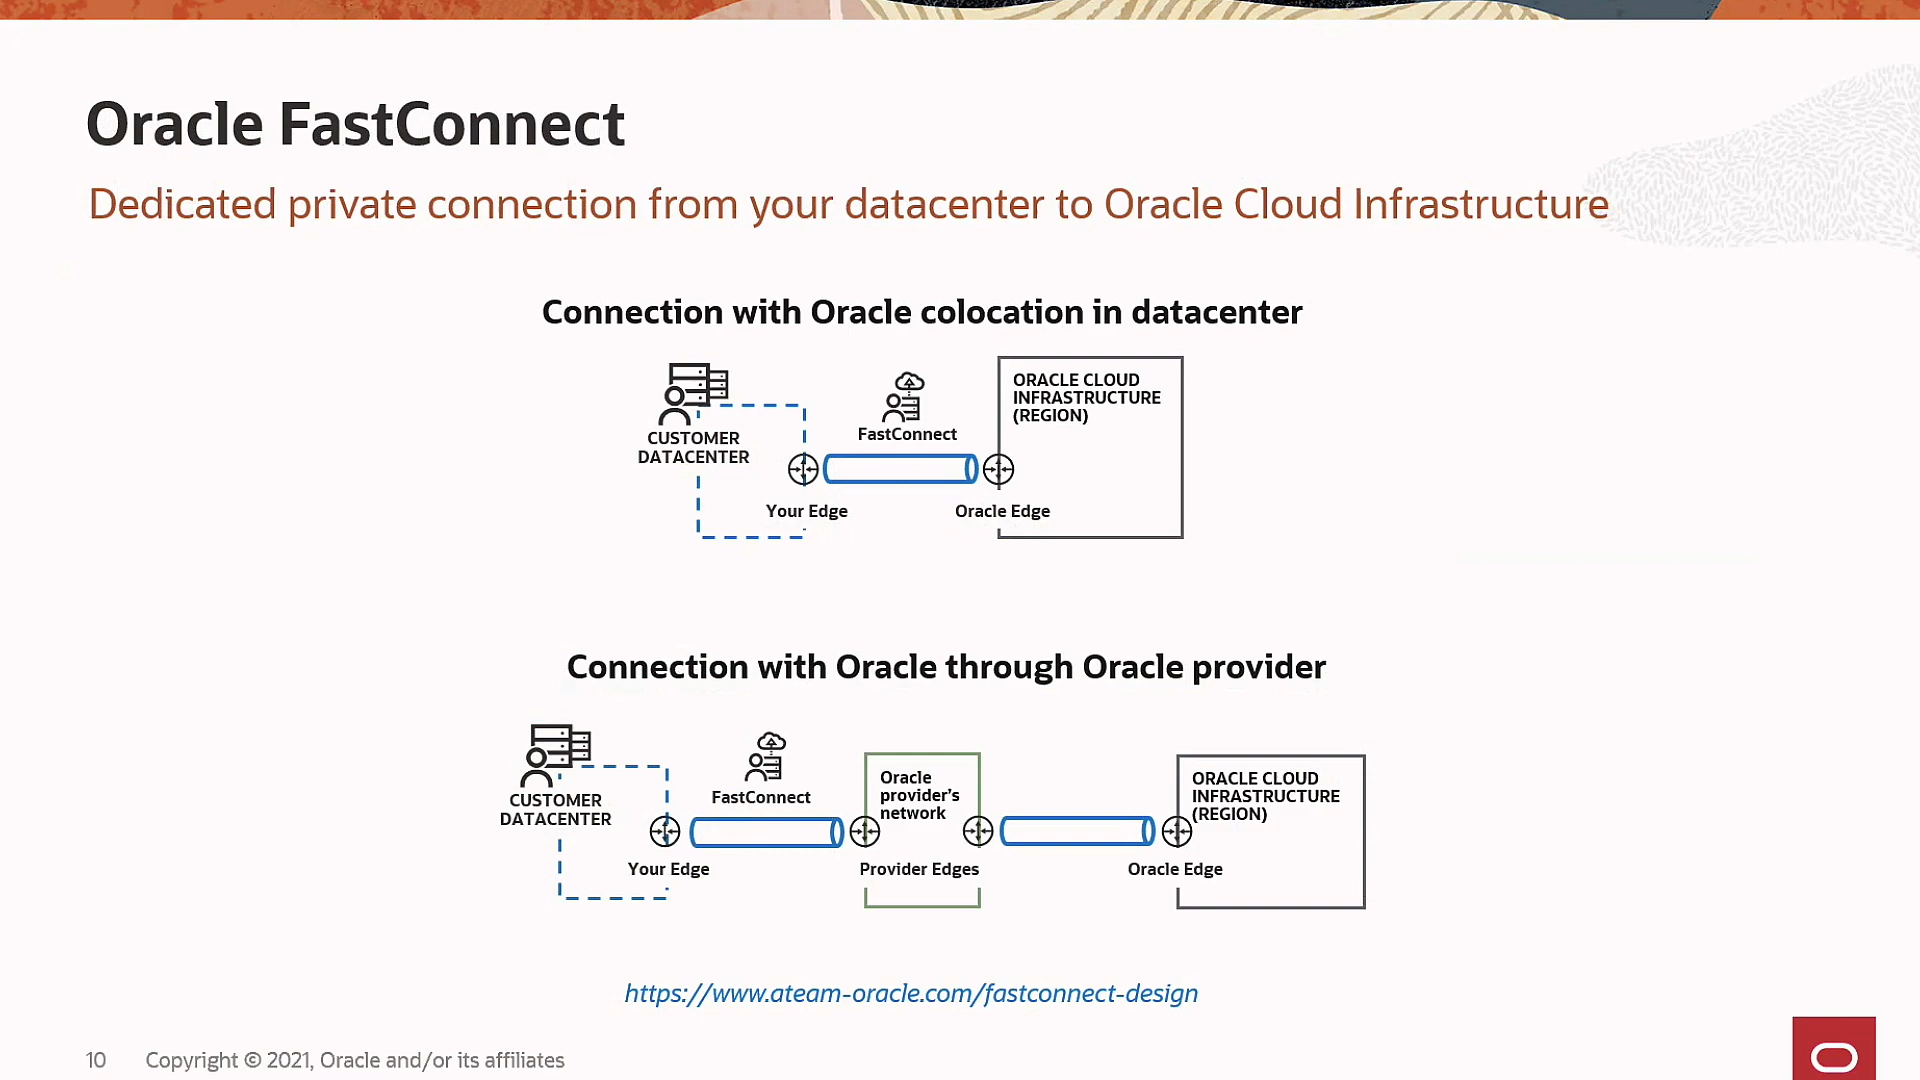 Oracle FastConnect
Dedicated private connection from your datacenter to Oracle Cloud Infrastructure
Connection with Oracle colocation in datacenter
CUSTOMER
DATACENTER
FastConnect
ORACLE CLOUD
INFRASTRUCTURE
(REGION)
Your Edge
Oracle Edge
Connection with Oracle through Oracle provider
CUSTOMER
DATACENTER
FastConnect
Oracle
provider's
network
ORACLE CLOUD
INFRASTRUCTURE
(REGION)
Your Edge
Provider Edges
Oracle Edge
https://www.ateam-oracle.com/fastconnect-design
10 Copyright © 2021, Oracle and/or its affiliates